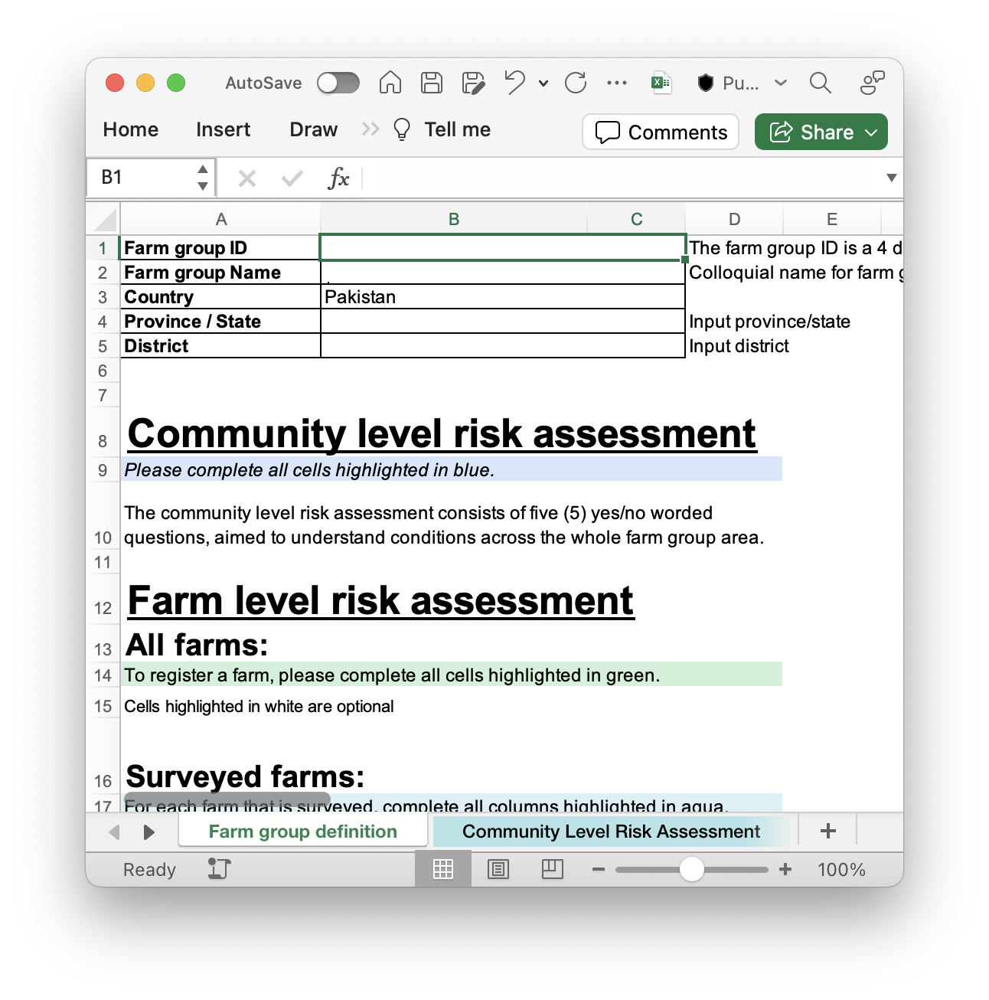 AutoSave
Pu...
Home Insert Draw Tell me Comments Share
B1 fx
A B C D E
1 Farm group ID The farm group ID is a 4 d
2 Farm group Name Colloquial name for farm g
3 Country Pakistan
4 Province / State Input province/state
5 District Input district
6
7
8 Community level risk assessment
9 Please complete all cells highlighted in blue.
The community level risk assessment consists of five (5) yes/no worded
10 questions, aimed to understand conditions across the whole farm group area.
11
12 Farm level risk assessment
13 All farms:
14 To register a farm, please complete all cells highlighted in green.
15 Cells highlighted in white are optional
16 Surveyed farms:
17 For each farm that is surveyed, complete all columns highlighted in aqua.
Farm group definition Community Level Risk Assessment
Ready 100%